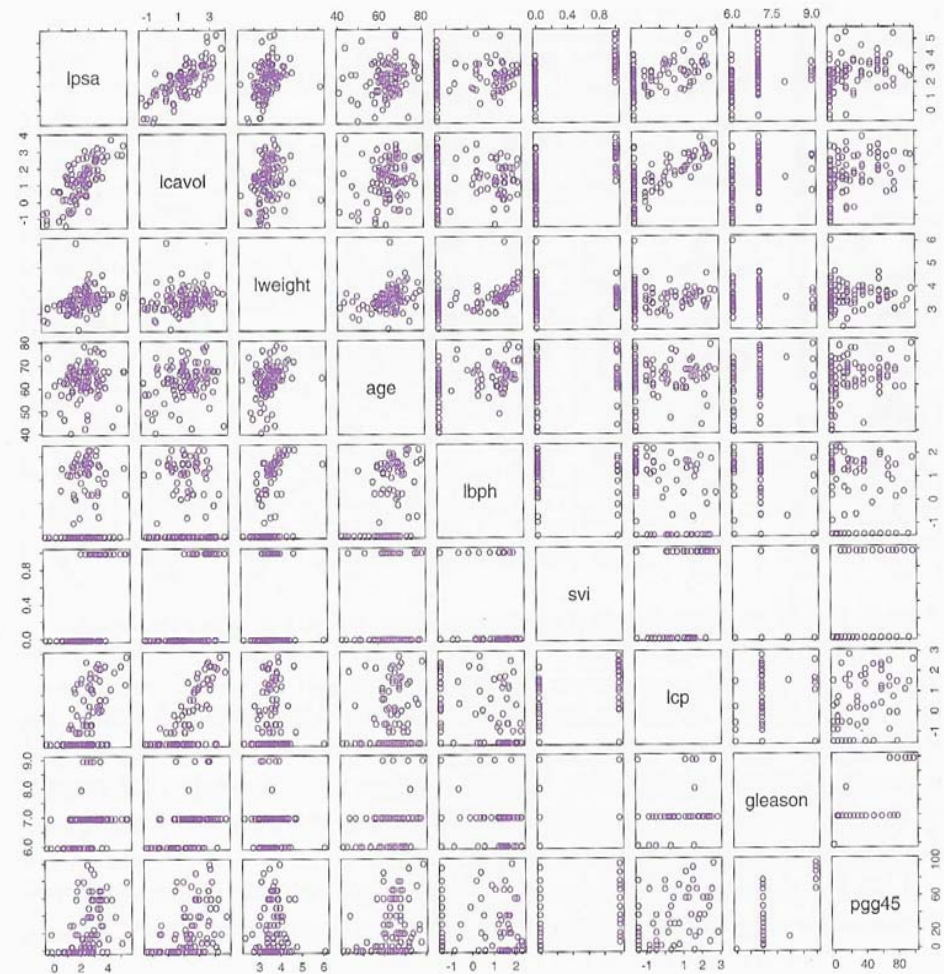 -1 1 3 40 60 80 0.0 0.4 0.8 6.0 7.5 9.0
lpsa
0 1 2 3 4 5
-1 0 1 2 3 4
lcavol
lweight
3 4 5 6
40 50 60 70 80
age
lbph
-1 0 1 2
0.0 0.4 0.8
svi
lcp
-1 0 1 2 3
6.0 7.0 8.0 9.0
gleason
pgg45
0 20 60 100
0 2 4 3 4 5 6 -1 0 1 2 -1 1 2 3 0 40 80